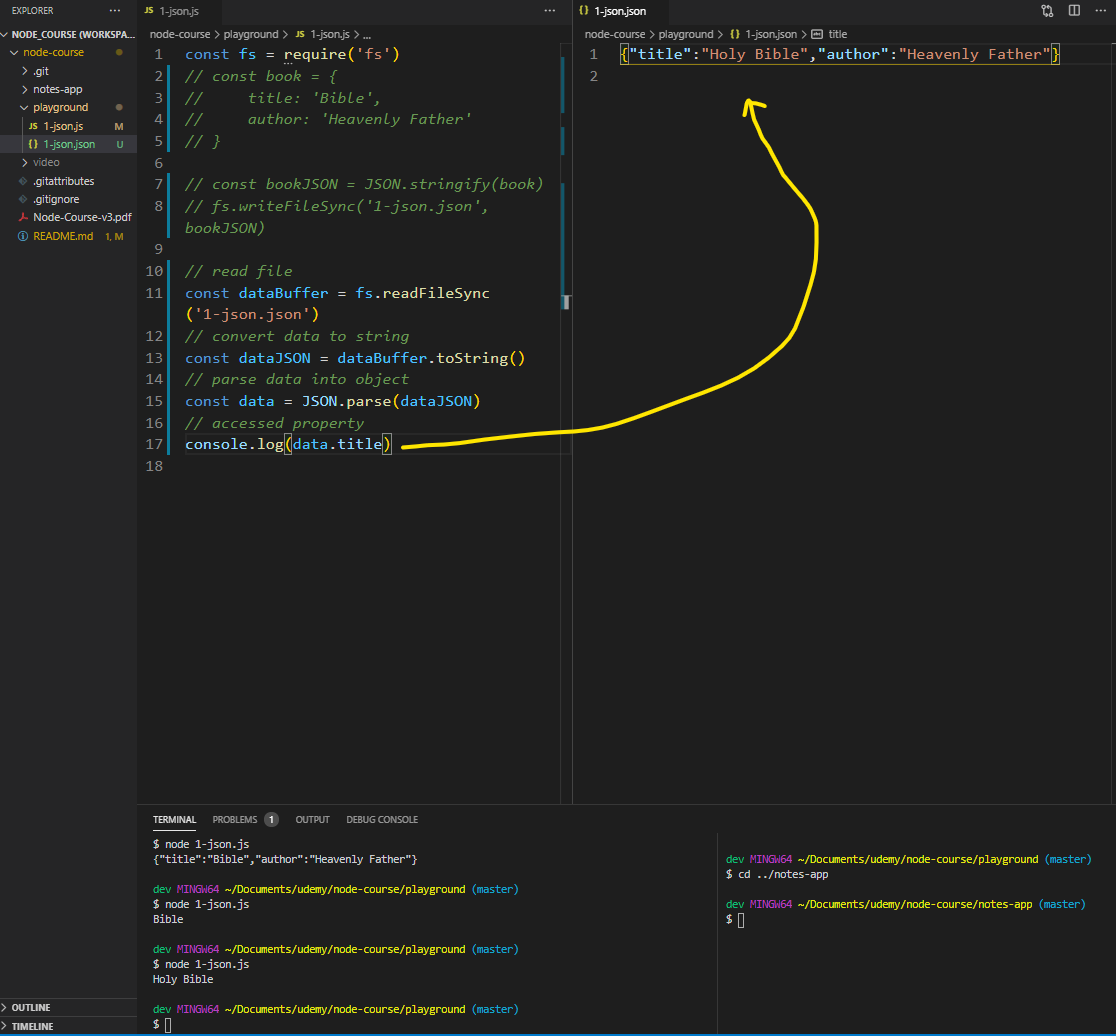 EXPLORER ...
NODE_COURSE (WORKSPA...
node-course
.git
notes-app
playground
JS 1-json.js M
{} 1-json.json U
video
.gitattributes
.gitignore
Node-Course-v3.pdf
README.md 1, M
OUTLINE
TIMELINE
JS 1-json.js ...
node-course > playground > JS 1-json.js > ...
1 const fs = require('fs')
2 // const book = {
3 //     title: 'Bible',
4 //     author: 'Heavenly Father'
5 // }
6
7 // const bookJSON = JSON.stringify(book)
8 // fs.writeFileSync('1-json.json',
bookJSON)
9
10 // read file
11 const dataBuffer = fs.readFileSync
('1-json.json')
12 // convert data to string
13 const dataJSON = dataBuffer.toString()
14 // parse data into object
15 const data = JSON.parse(dataJSON)
16 // accessed property
17 console.log(data.title)
18
{} 1-json.json ...
node-course > playground > {} 1-json.json > title
1 {"title":"Holy Bible","author":"Heavenly Father"}
2
TERMINAL PROBLEMS 1 OUTPUT DEBUG CONSOLE
$ node 1-json.js
{"title":"Bible","author":"Heavenly Father"}
dev MINGW64 ~/Documents/udemy/node-course/playground (master)
$ node 1-json.js
Bible
dev MINGW64 ~/Documents/udemy/node-course/playground (master)
$ node 1-json.js
Holy Bible
dev MINGW64 ~/Documents/udemy/node-course/playground (master)
$
dev MINGW64 ~/Documents/udemy/node-course/playground (master)
$ cd ../notes-app
dev MINGW64 ~/Documents/udemy/node-course/notes-app (master)
$